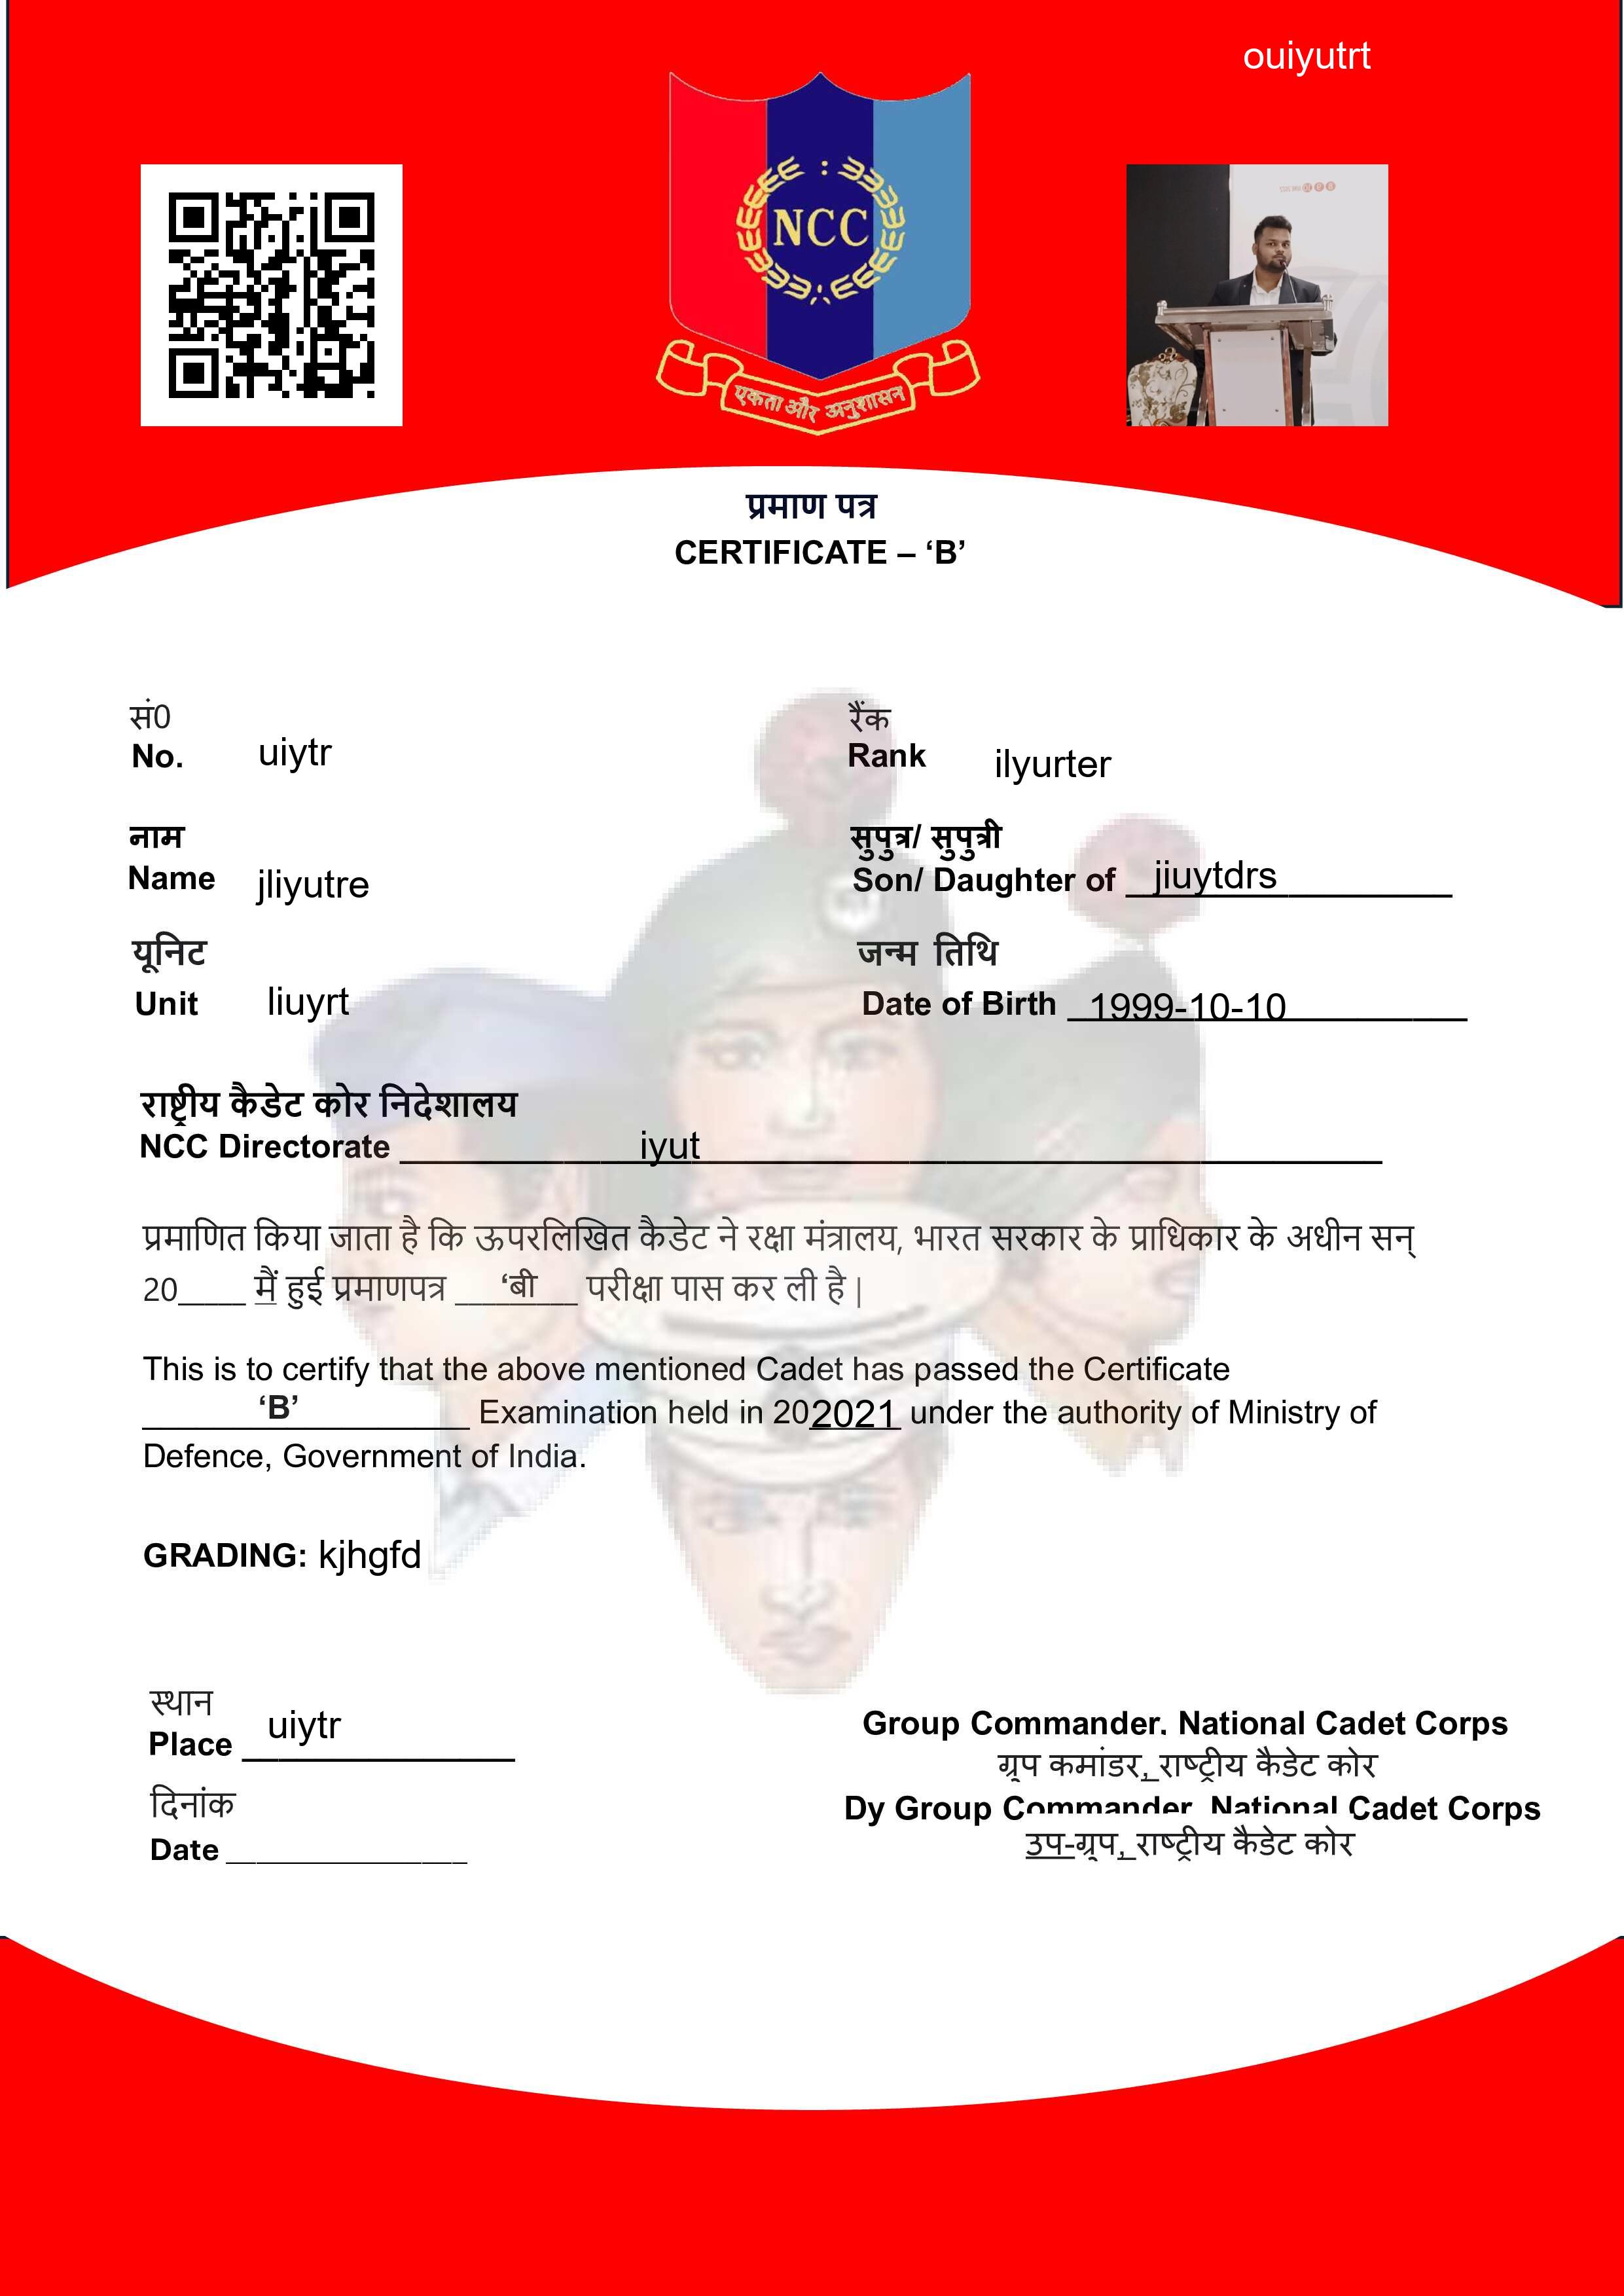 ouiyutrt
NCC
एकता और अनुशासन
प्रमाण पत्र
CERTIFICATE – ‘B’
सं0
No. uiytr
रैंक
Rank ilyurter
नाम
Name jliyutre
सुपुत्र/ सुपुत्री
Son/ Daughter of jiuytdrs
यूनिट
Unit liuyrt
जन्म तिथि
Date of Birth 1999-10-10
राष्ट्रीय कैडेट कोर निदेशालय
NCC Directorate iyut
प्रमाणित किया जाता है कि ऊपरलिखित कैडेट ने रक्षा मंत्रालय, भारत सरकार के प्राधिकार के अधीन सन्
20____ मैं हुई प्रमाणपत्र ‘बी परीक्षा पास कर ली है |
This is to certify that the above mentioned Cadet has passed the Certificate
‘B’ Examination held in 202021 under the authority of Ministry of
Defence, Government of India.
GRADING: kjhgfd
स्थान
Place uiytr
दिनांक
Date
Group Commander, National Cadet Corps
ग्रुप कमांडर, राष्ट्रीय कैडेट कोर
Dy Group Commander, National Cadet Corps
उप-ग्रुप, राष्ट्रीय कैडेट कोर